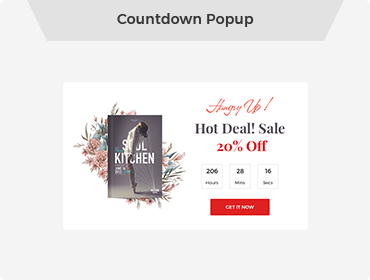 Countdown Popup
Hungry Up !
Hot Deal! Sale
20% Off
206
28
16
Hours
Mins
Secs
GET IT NOW
SOUL
KITCHEN